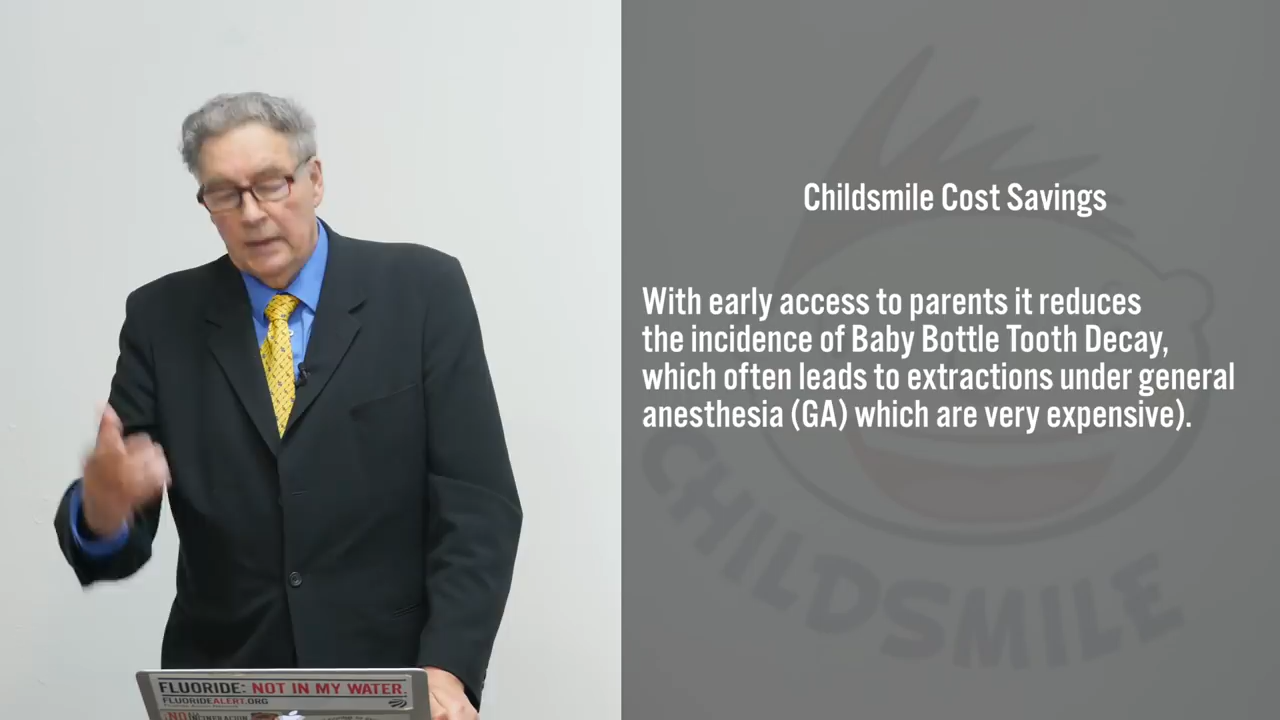 Childsmile Cost Savings
With early access to parents it reduces
the incidence of Baby Bottle Tooth Decay,
which often leads to extractions under general
anesthesia (GA) which are very expensive).
CHILDSMILE
FLUORIDE: NOT IN MY WATER.
FLUORIDEALERT.ORG